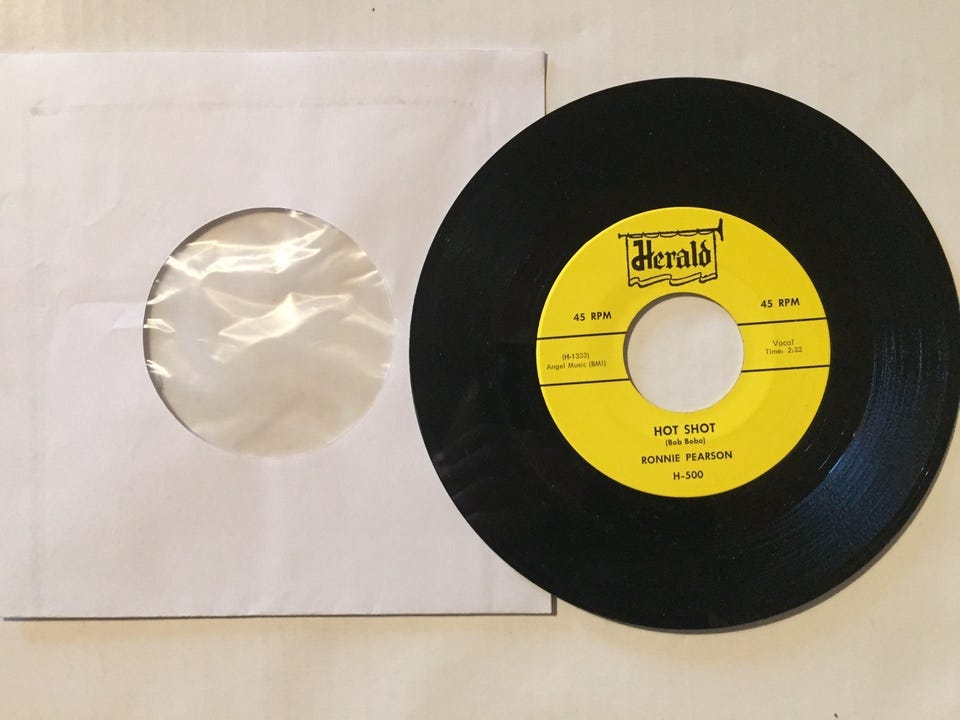 Herald
45 RPM
45 RPM
(H-1333)
Angel Music (BMI)
Vocal
Time: 2:32
HOT SHOT
(Bob Bobo)
RONNIE PEARSON
H-500